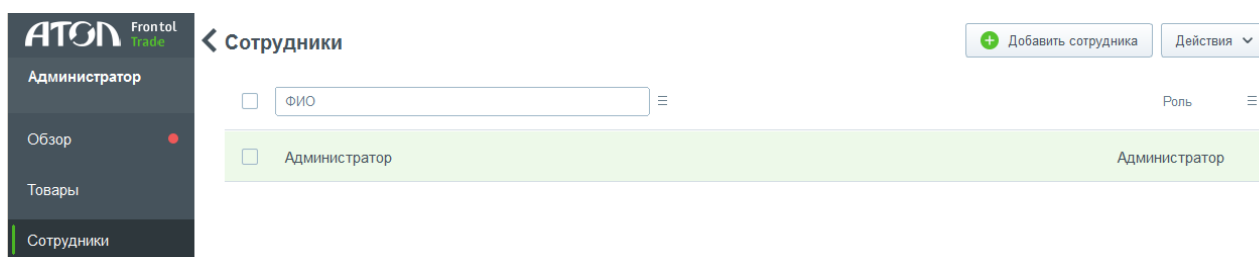 АТОЛ Frontol Trade
Сотрудники
Добавить сотрудника
Действия
Администратор
ФИО
Роль
Обзор
Администратор
Администратор
Товары
Сотрудники